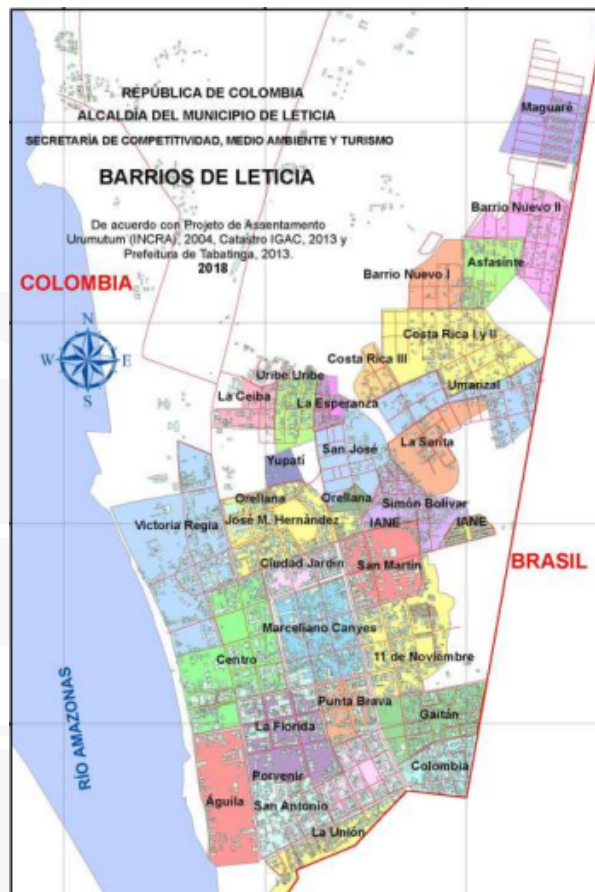 REPÚBLICA DE COLOMBIA
ALCALDÍA DEL MUNICIPIO DE LETICIA
SECRETARÍA DE COMPETITIVIDAD, MEDIO AMBIENTE Y TURISMO
BARRIOS DE LETICIA
De acuerdo con Projeto de Assentamento
Urumutum (INCRA), 2004, Catastro IGAC, 2013 y
Prefeitura de Tabatinga, 2013.
2018
COLOMBIA
N
W E
S
Maguaré
Barrio Nuevo II
Asfasinte
Barrio Nuevo I
Costa Rica I y II
Costa Rica III
Uribe Uribe
Umarizal
La Ceiba
La Esperanza
San José
La Sarita
Yupatí
Orellana
Orellana
Simón Bolívar
Victoria Regia
José M. Hernández
IANE
IANE
Ciudad Jardín
San Martín
BRASIL
Marceliano Canyes
Centro
11 de Noviembre
RÍO AMAZONAS
Punta Brava
Gaitán
La Florida
Colombia
Porvenir
Águila
San Antonio
La Unión